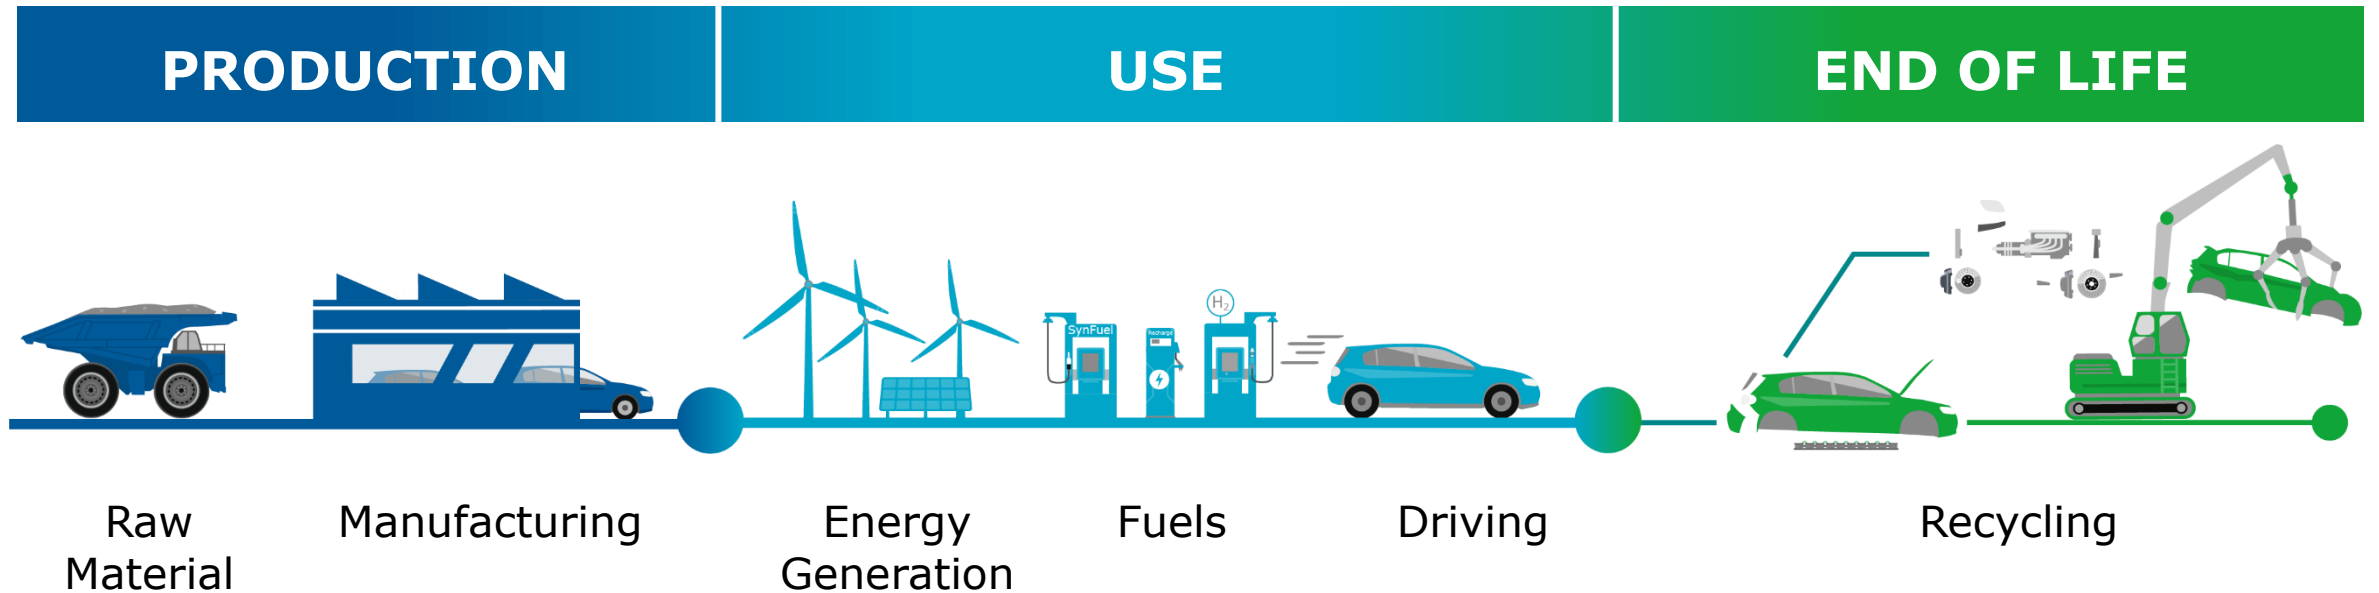 PRODUCTION
USE
END OF LIFE
SynFuel
Recharge
H₂
Raw
Material
Manufacturing
Energy
Generation
Fuels
Driving
Recycling